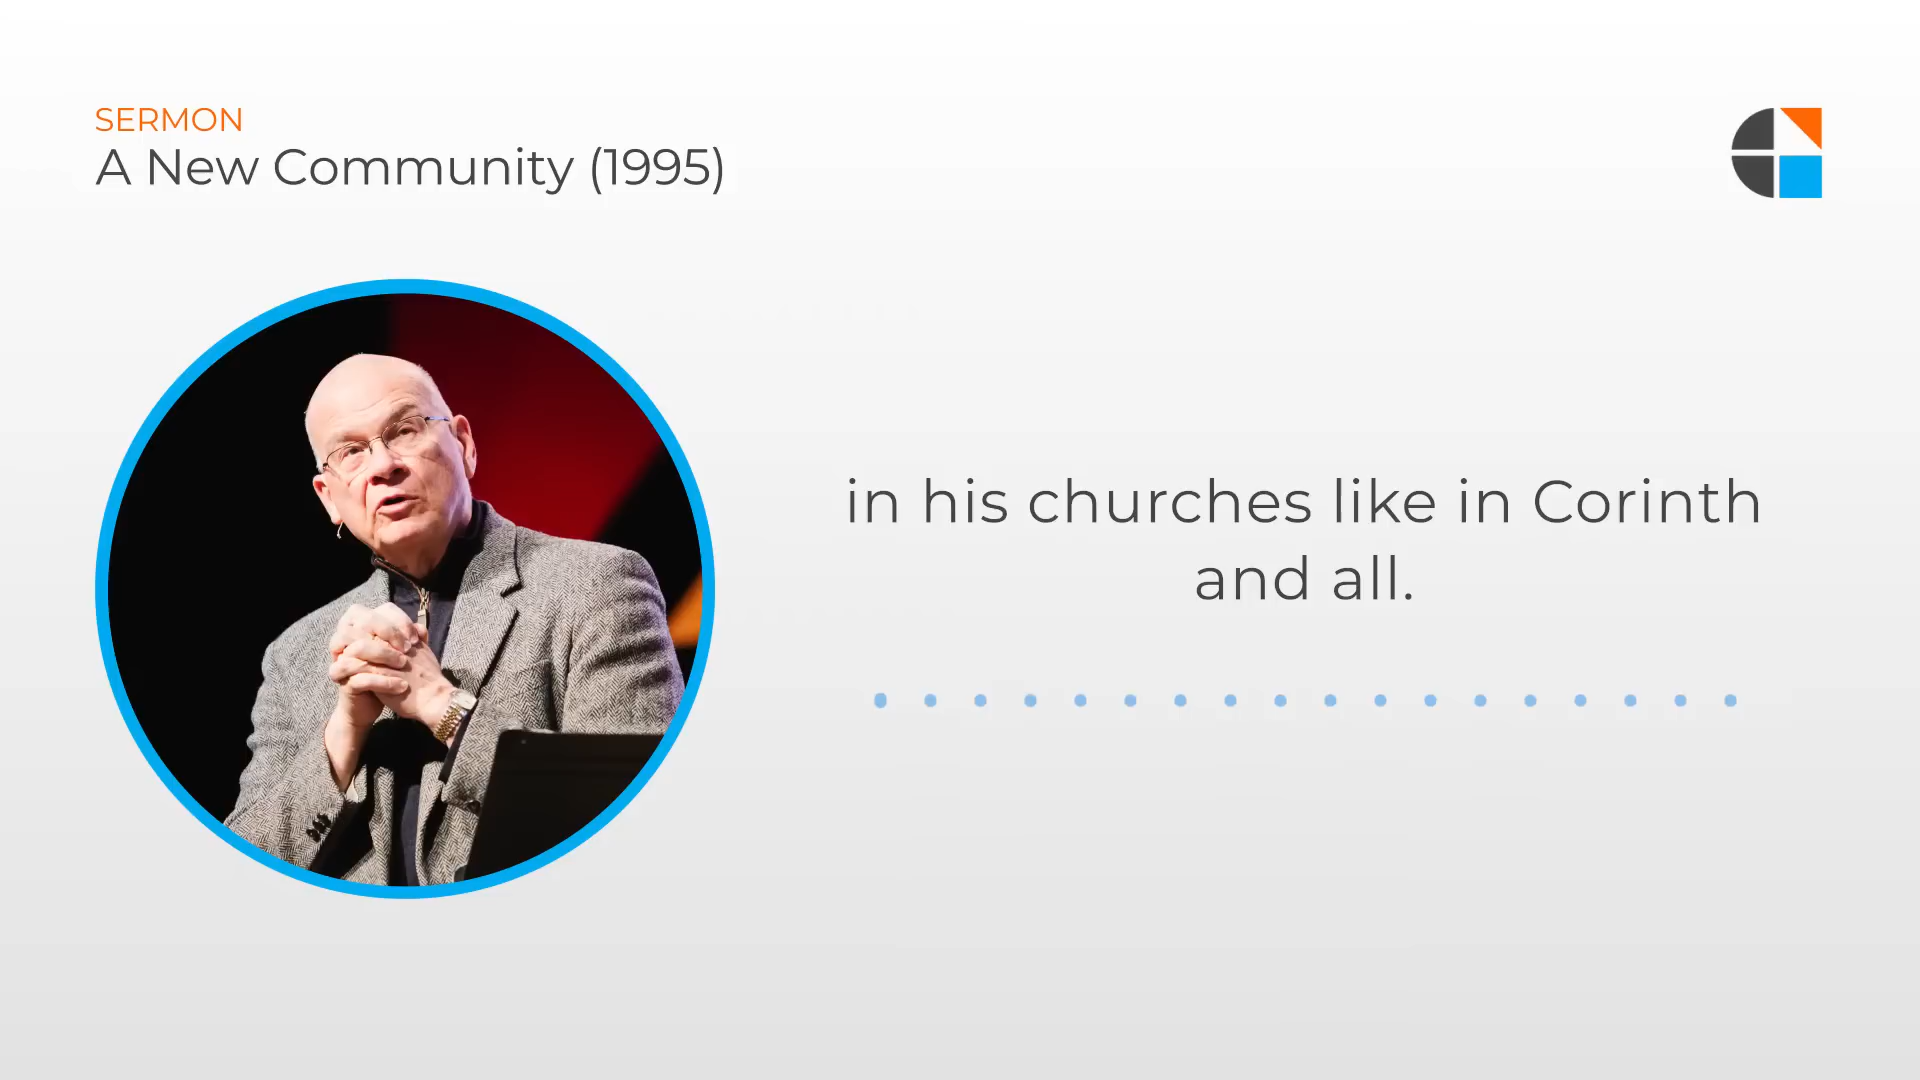 SERMON
A New Community (1995)
in his churches like in Corinth
and all.